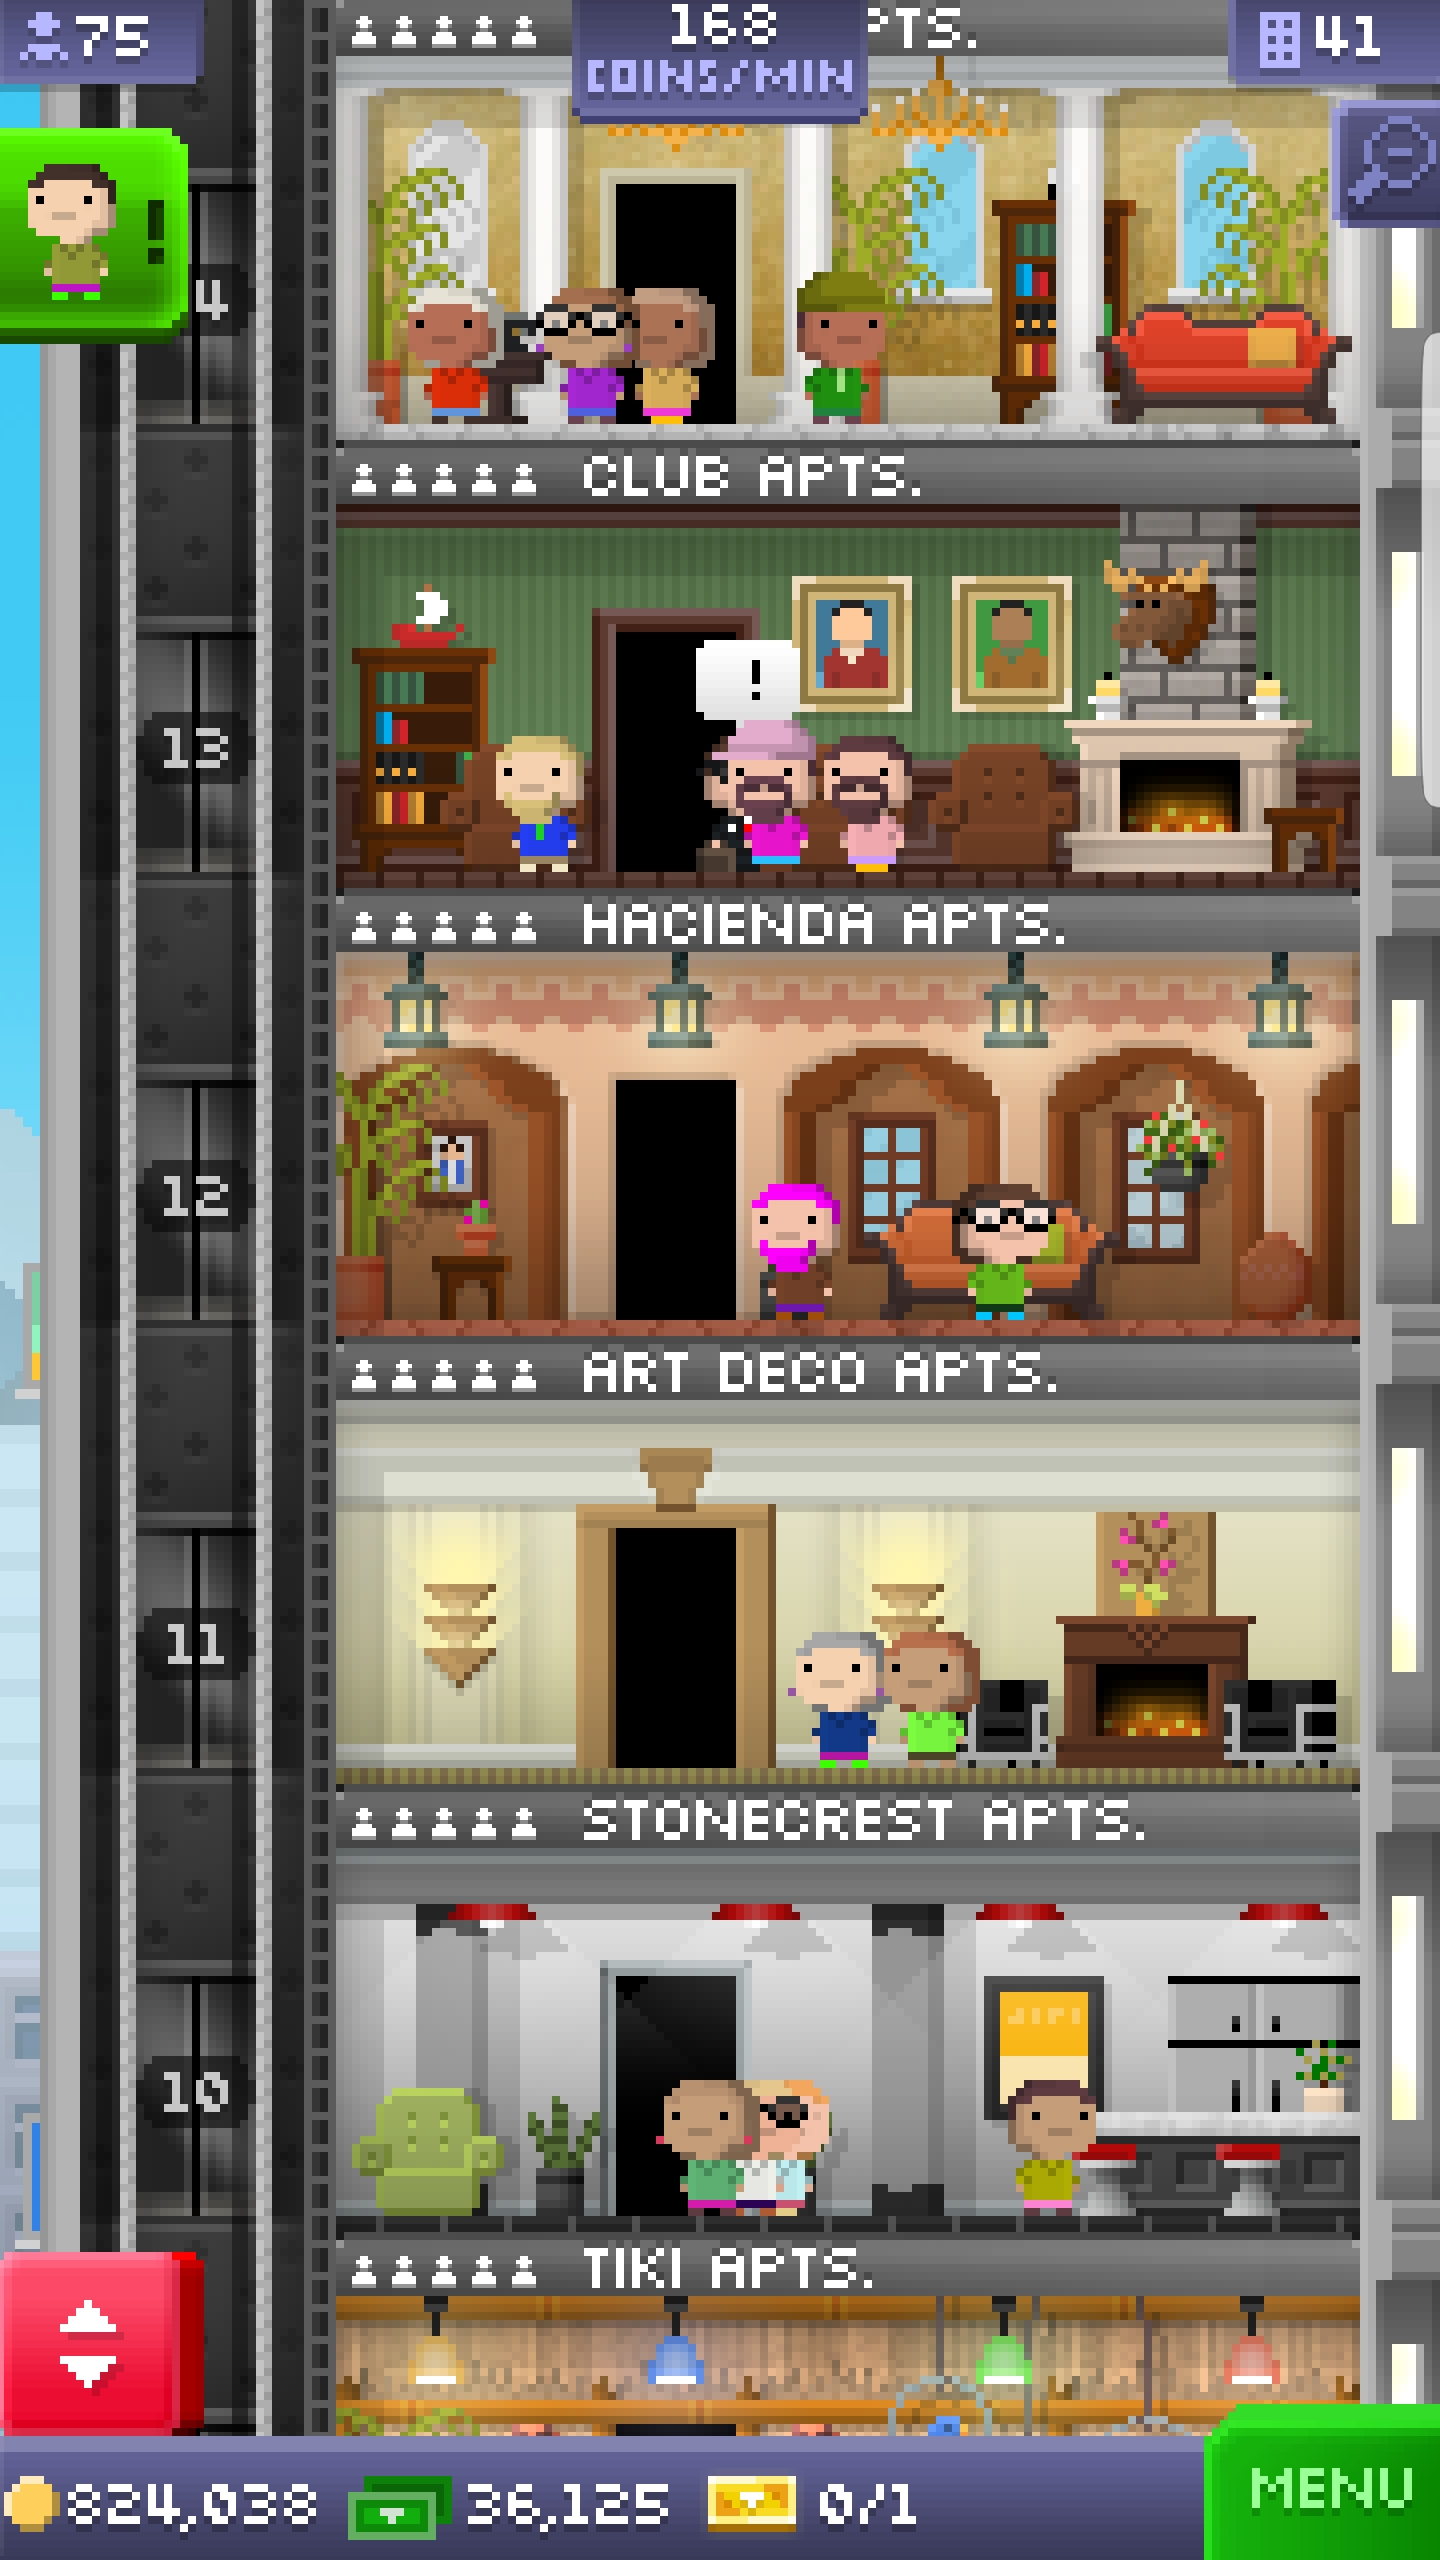 75
168
COINS/MIN
PTS.
41
!
4
CLUB APTS.
!
13
HACIENDA APTS.
12
ART DECO APTS.
11
STONECREST APTS.
10
TIKI APTS.
824,038
36,125
0/1
MENU